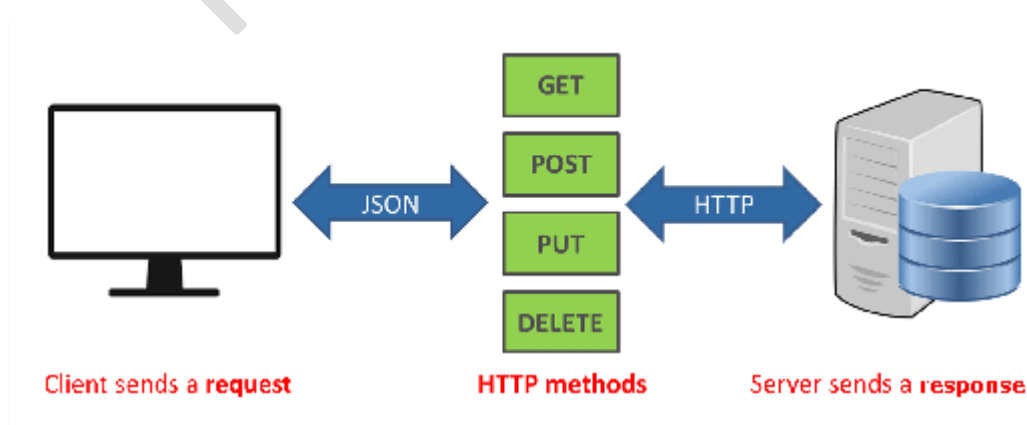 GET
POST
JSON
HTTP
PUT
DELETE
Client sends a request
HTTP methods
Server sends a response